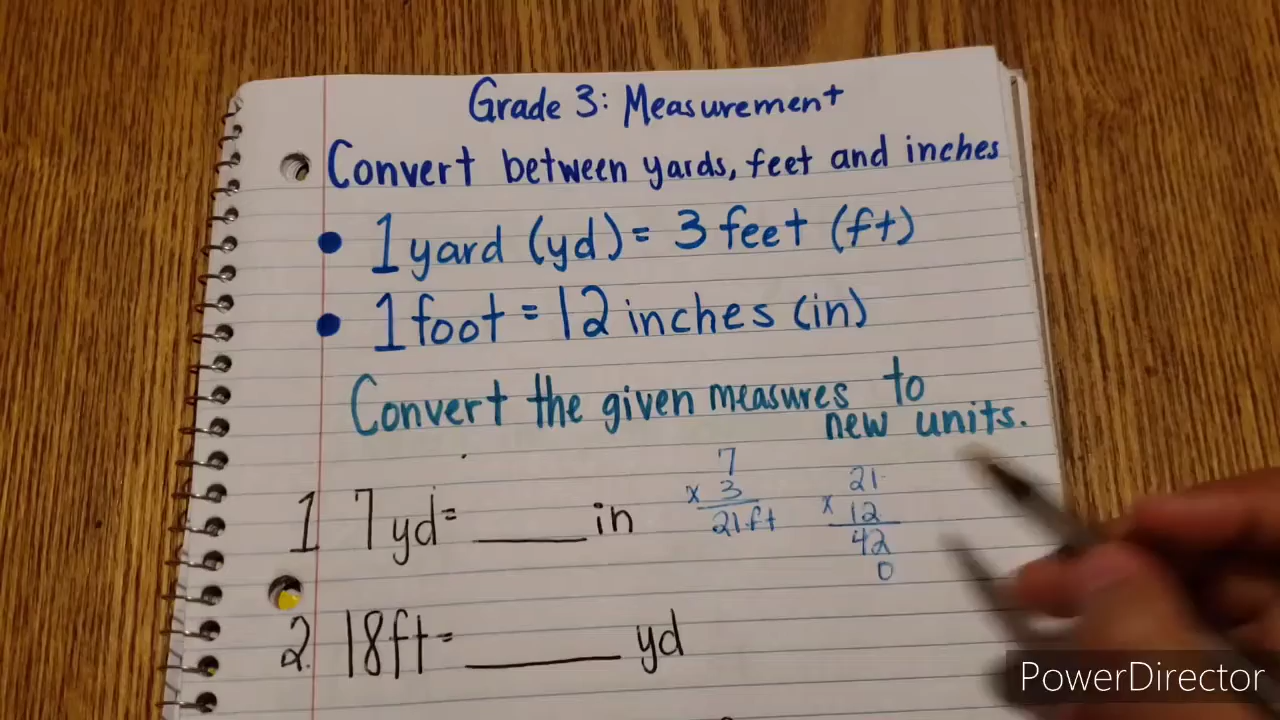 Grade 3: Measurement
Convert between yards, feet and inches
• 1 yard (yd) = 3 feet (ft)
• 1 foot = 12 inches (in)
Convert the given measures to
new units.
1 7 yd = ____ in
7
x 3
21 ft
21
x 12
42
0
2. 18ft = ____ yd
PowerDirector